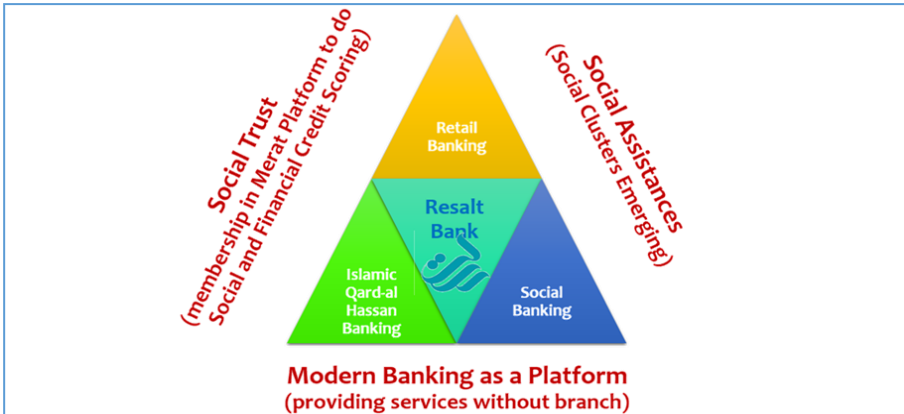 Social Trust
(membership in Merat Platform to do
Social and Financial Credit Scoring)
Social Assistances
(Social Clusters Emerging)
Retail
Banking
Resalt
Bank
Islamic
Qard-al
Hassan
Banking
Social
Banking
Modern Banking as a Platform
(providing services without branch)